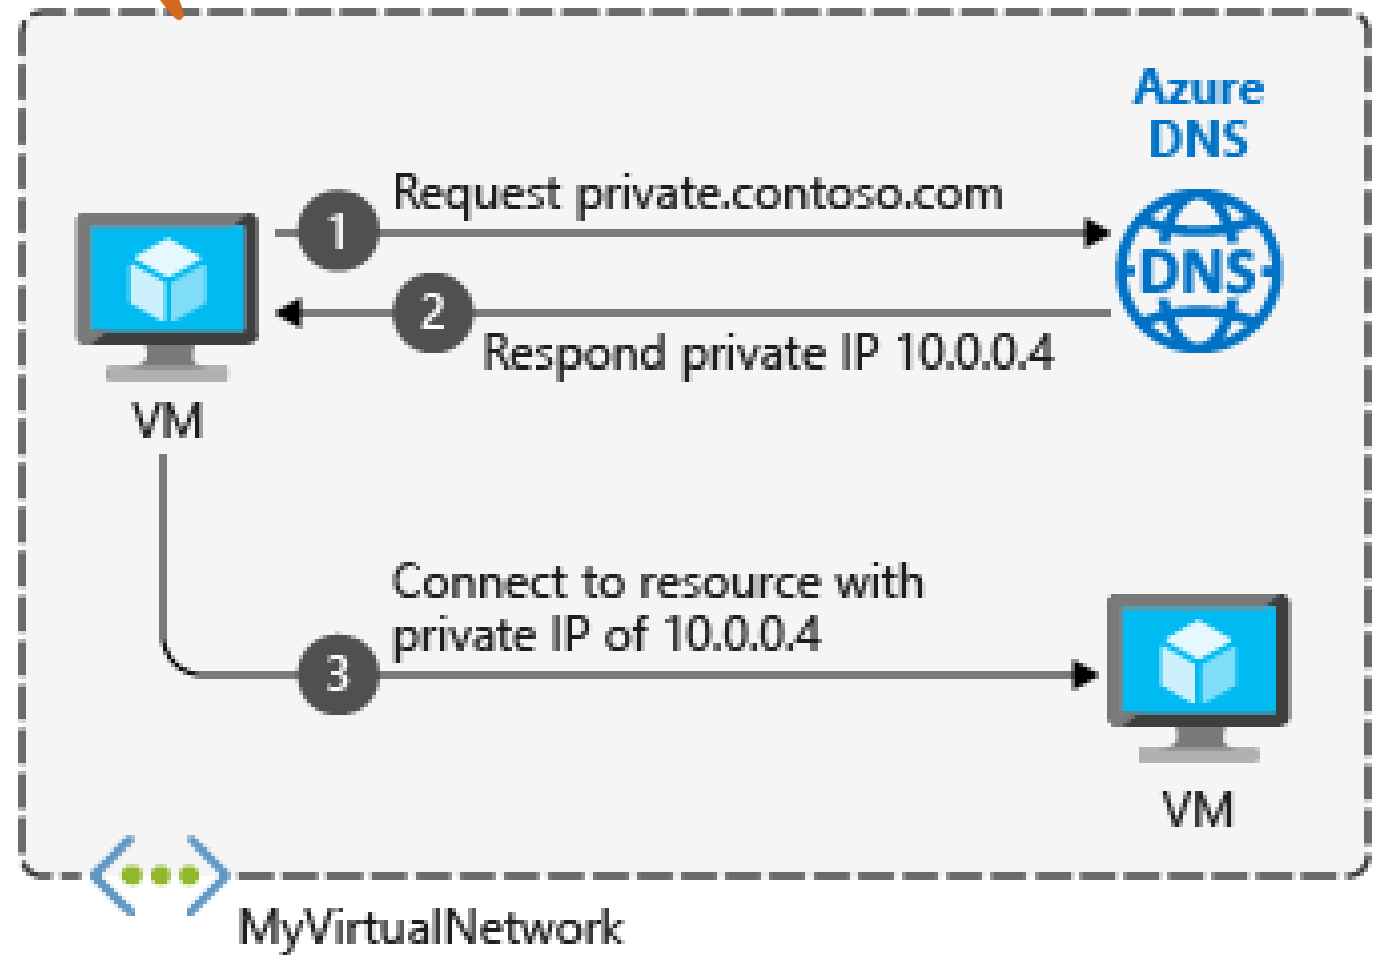 Azure
DNS
Request private.contoso.com
1
DNS
2
Respond private IP 10.0.0.4
VM
Connect to resource with
private IP of 10.0.0.4
3
VM
MyVirtualNetwork